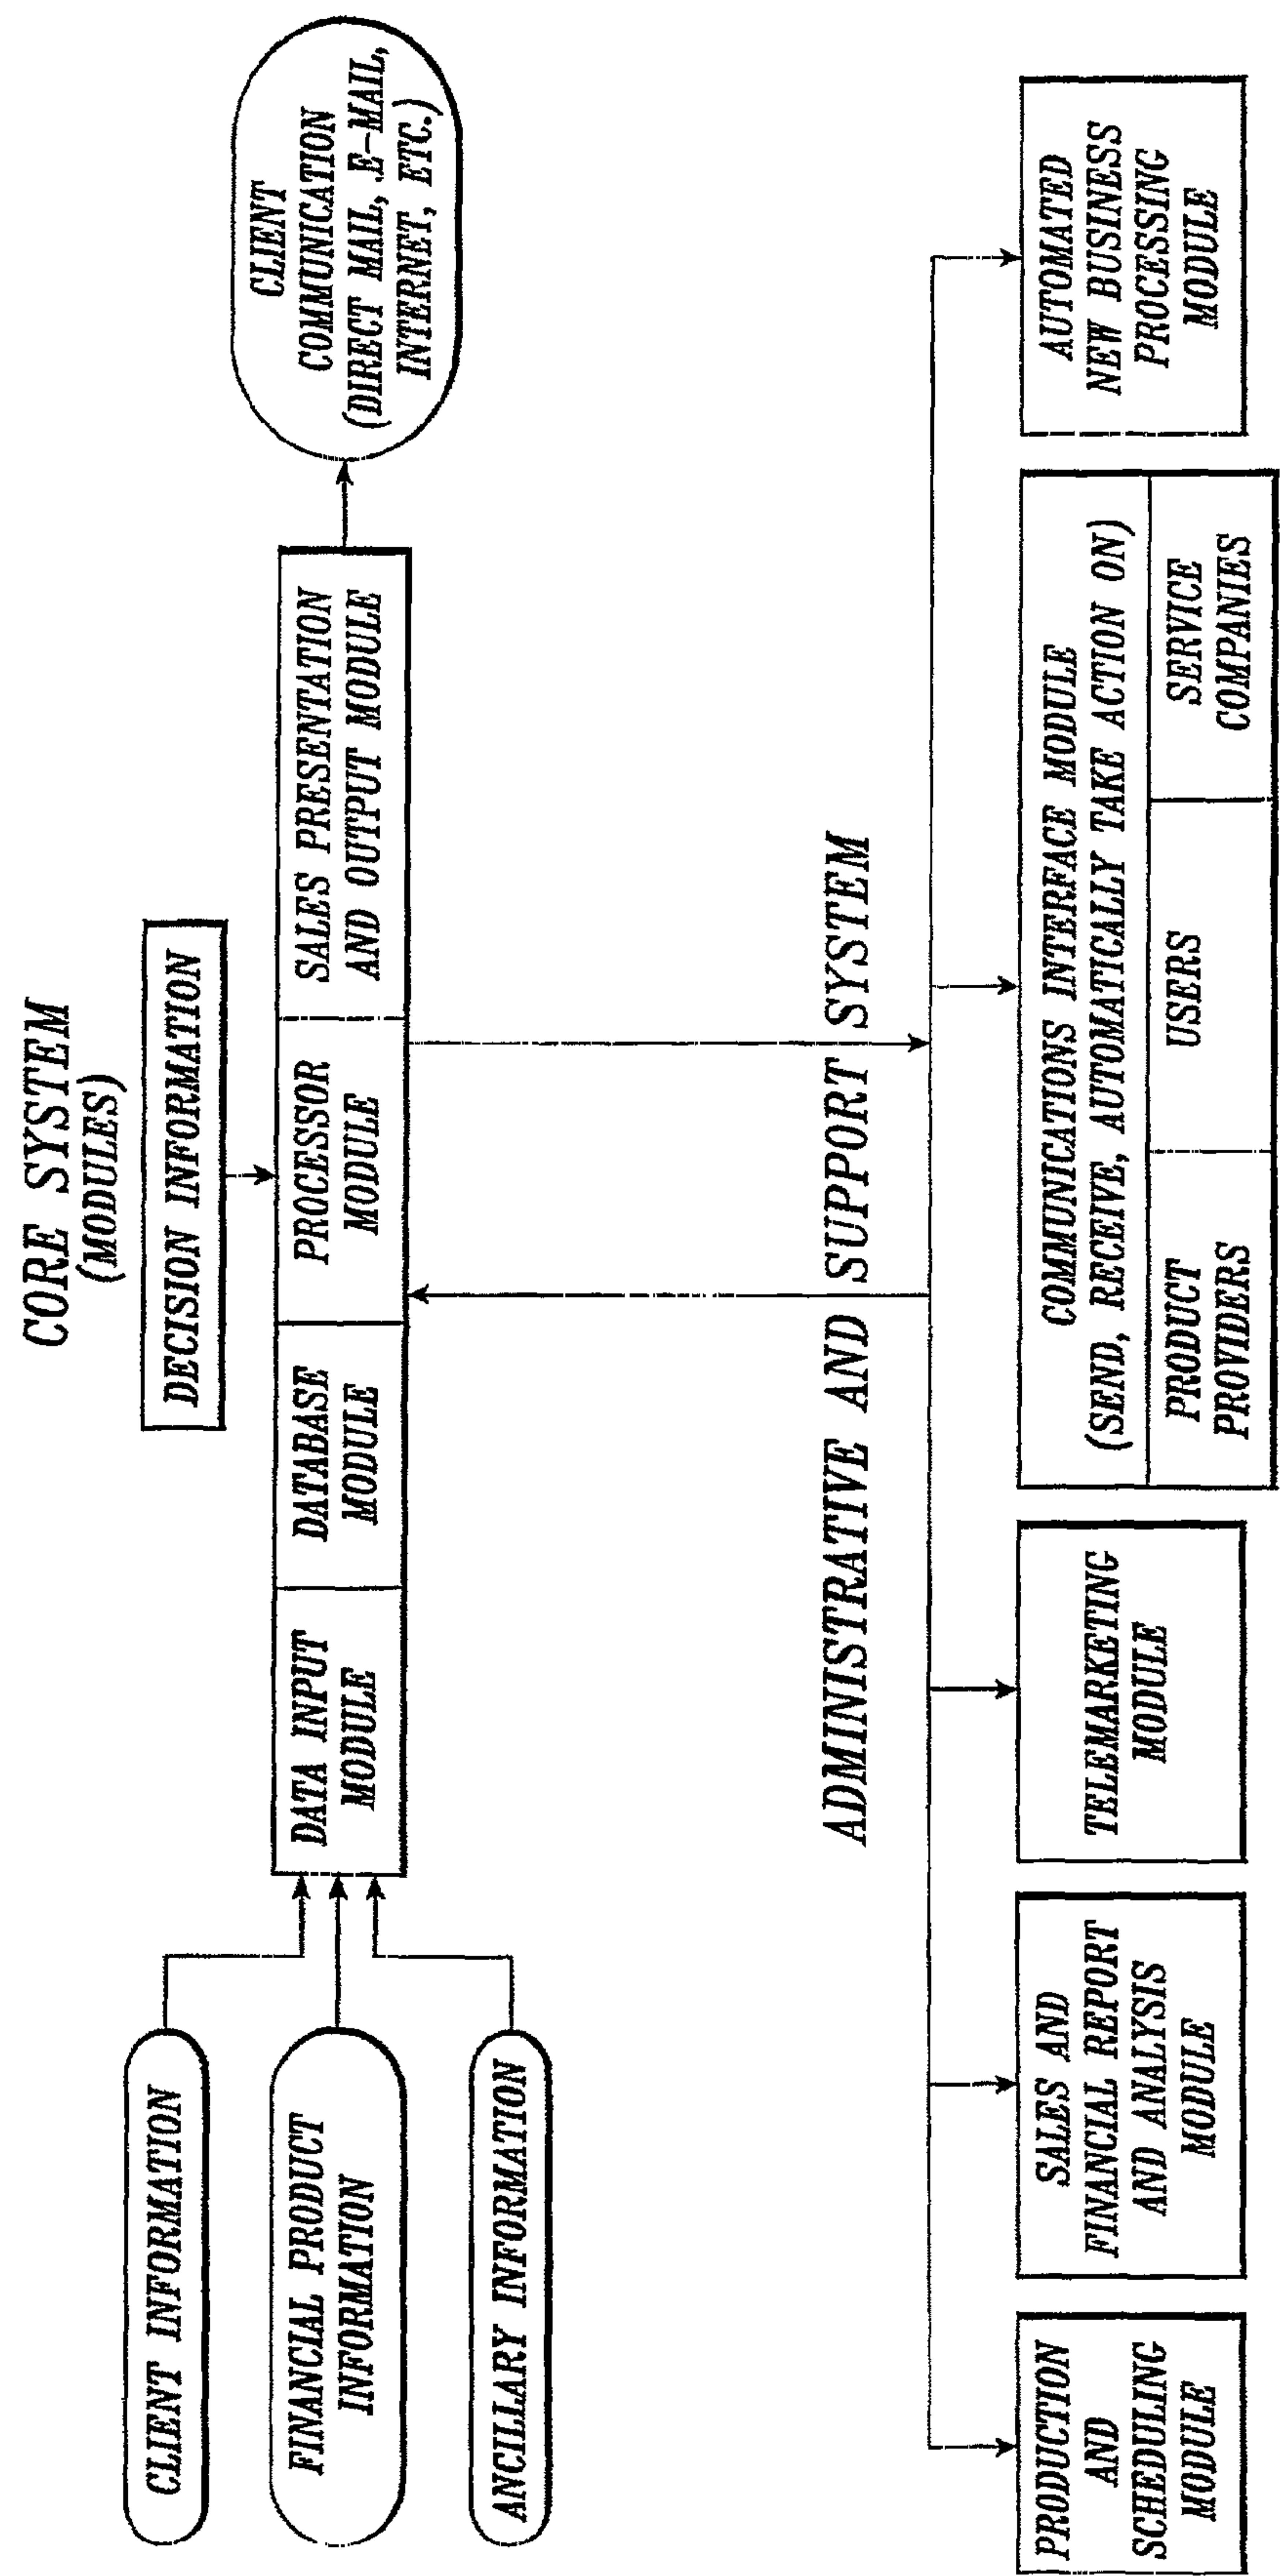 CORE SYSTEM
(MODULES)
DECISION INFORMATION
CLIENT INFORMATION
FINANCIAL PRODUCT
INFORMATION
ANCILLARY INFORMATION
DATA INPUT
MODULE
DATABASE
MODULE
PROCESSOR
MODULE
SALES PRESENTATION
AND OUTPUT MODULE
CLIENT
COMMUNICATION
(DIRECT MAIL, E-MAIL,
INTERNET, ETC.)
ADMINISTRATIVE AND SUPPORT SYSTEM
PRODUCTION
AND
SCHEDULING
MODULE
SALES AND
FINANCIAL REPORT
AND ANALYSIS
MODULE
TELEMARKETING
MODULE
COMMUNICATIONS INTERFACE MODULE
(SEND, RECEIVE, AUTOMATICALLY TAKE ACTION ON)
PRODUCT
PROVIDERS
USERS
SERVICE
COMPANIES
AUTOMATED
NEW BUSINESS
PROCESSING
MODULE